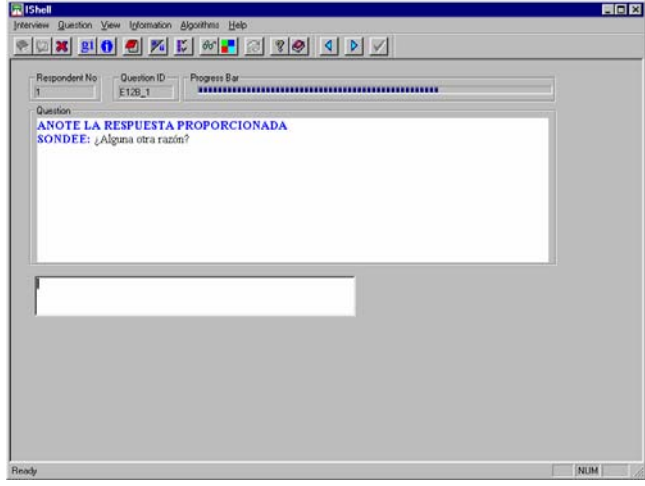 IShell
Interview Question View Information Algorithms Help
Respondent No
Question ID
Progress Bar
1
E12B_1
Question
ANOTE LA RESPUESTA PROPORCIONADA
SONDEE: ¿Alguna otra razón?
Ready
NUM